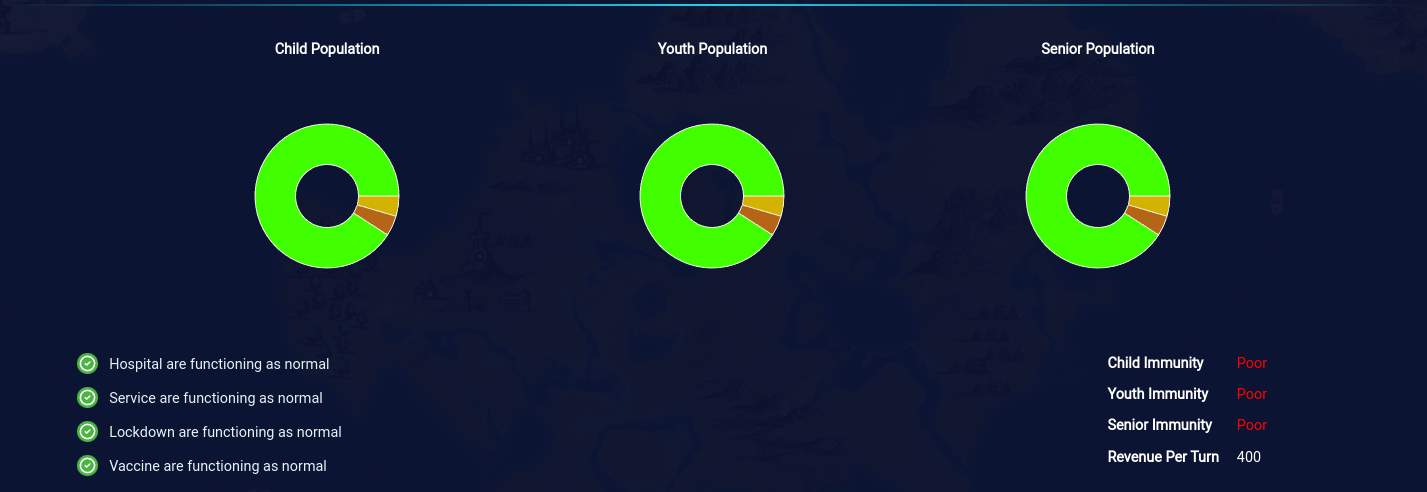 Child Population
Youth Population
Senior Population
Hospital are functioning as normal
Service are functioning as normal
Lockdown are functioning as normal
Vaccine are functioning as normal
Child Immunity Poor
Youth Immunity Poor
Senior Immunity Poor
Revenue Per Turn 400